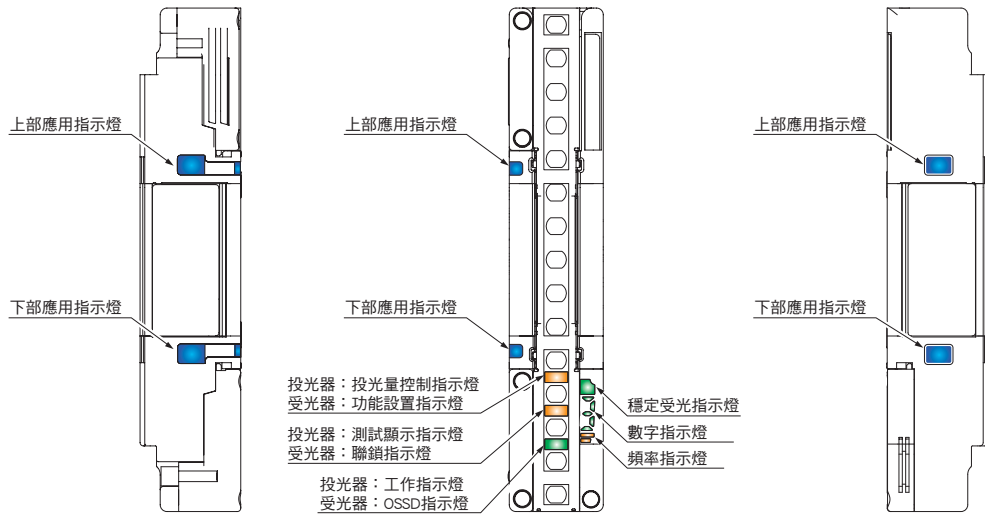 上部應用指示燈
上部應用指示燈
上部應用指示燈
下部應用指示燈
下部應用指示燈
下部應用指示燈
投光器：投光量控制指示燈
受光器：功能設置指示燈
投光器：測試顯示指示燈
受光器：聯鎖指示燈
投光器：工作指示燈
受光器：OSSD指示燈
穩定受光指示燈
數字指示燈
頻率指示燈